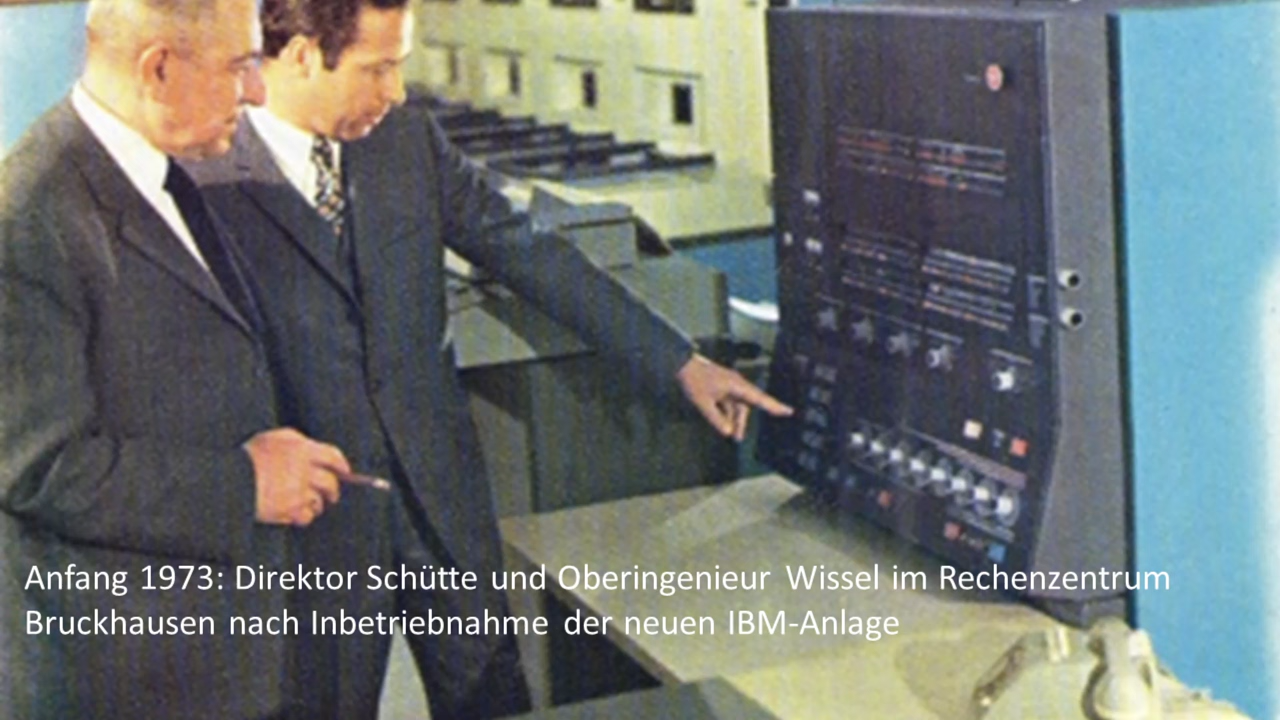 Anfang 1973: Direktor Schütte und Oberingenieur Wissel im Rechenzentrum
Bruckhausen nach Inbetriebnahme der neuen IBM-Anlage